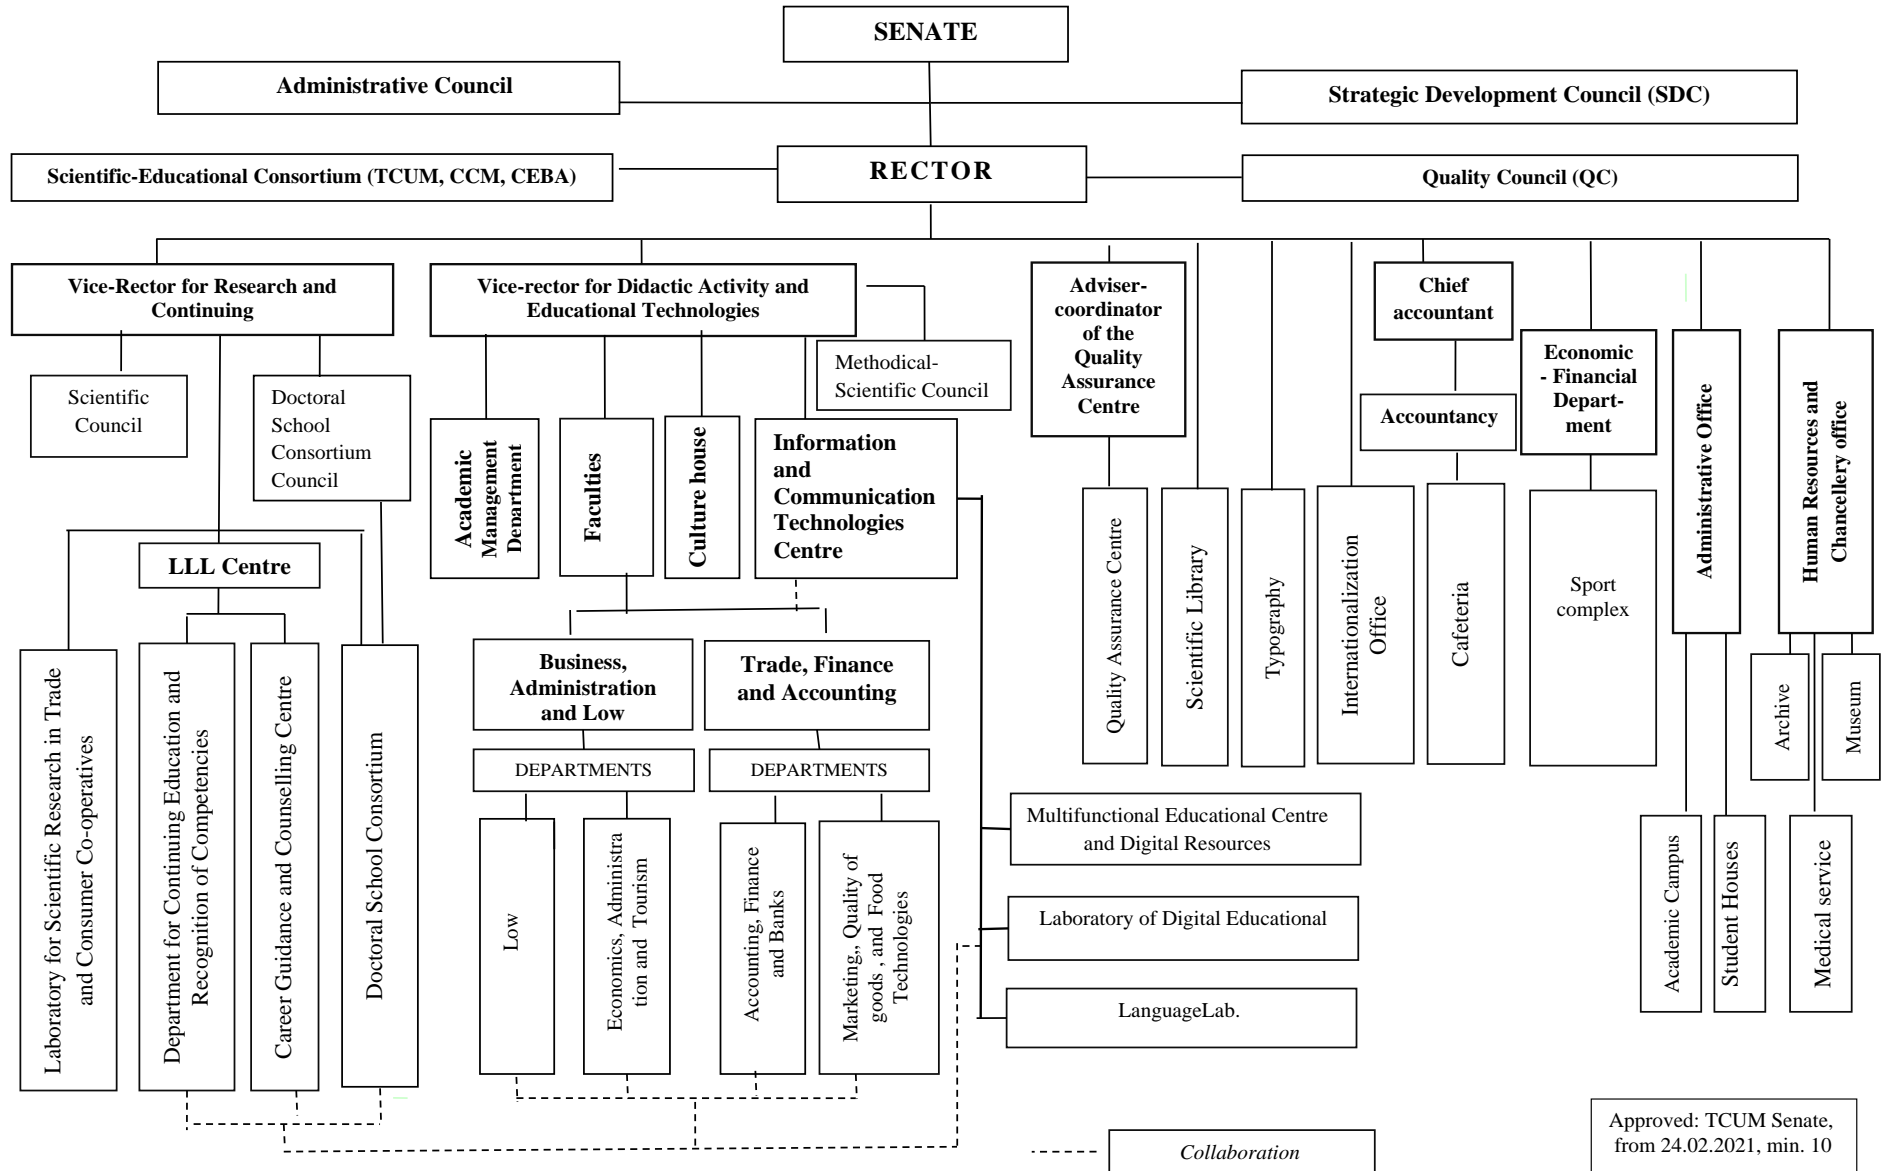 SENATE
Administrative Council
Strategic Development Council (SDC)
Scientific-Educational Consortium (TCUM, CCM, CEBA)
RECTOR
Quality Council (QC)
Vice-Rector for Research and
Continuing
Vice-rector for Didactic Activity and
Educational Technologies
Adviser-
coordinator
of the
Quality
Assurance
Centre
Chief
accountant
Economic
- Financial
Depart-
ment
Administrative Office
Human Resources and
Chancellery office
Scientific
Council
Doctoral
School
Consortium
Council
Methodical-
Scientific Council
Accountancy
Academic
Management
Department
Faculties
Culture house
Information
and
Communication
Technologies
Centre
LLL Centre
Quality Assurance Centre
Scientific Library
Typography
Internationalization
Office
Cafeteria
Sport
complex
Laboratory for Scientific Research in Trade
and Consumer Co-operatives
Department for Continuing Education and
Recognition of Competencies
Career Guidance and Counselling Centre
Doctoral School Consortium
Business,
Administration
and Low
Trade, Finance
and Accounting
Archive
Museum
DEPARTMENTS
DEPARTMENTS
Low
Economics, Administra
tion and Tourism
Accounting, Finance
and Banks
Marketing,, Quality of
goods , and Food
Technologies
Multifunctional Educational Centre
and Digital Resources
Laboratory of Digital Educational
LanguageLab.
Academic Campus
Student Houses
Medical service
Collaboration
Approved: TCUM Senate,
from 24.02.2021, min. 10